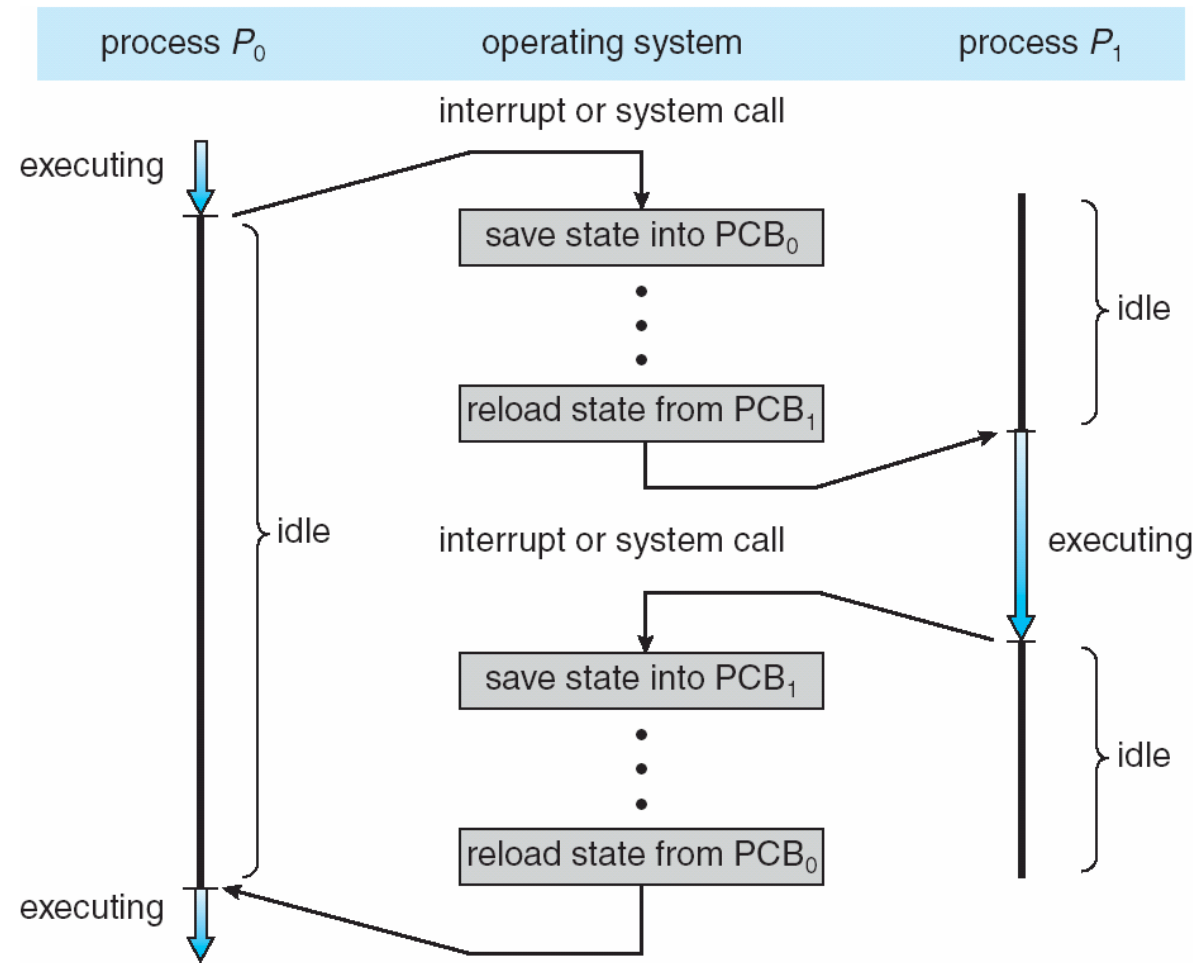 process P₀ operating system process P₁
interrupt or system call
executing
save state into PCB₀
idle
reload state from PCB₁
idle
interrupt or system call
executing
save state into PCB₁
idle
reload state from PCB₀
executing